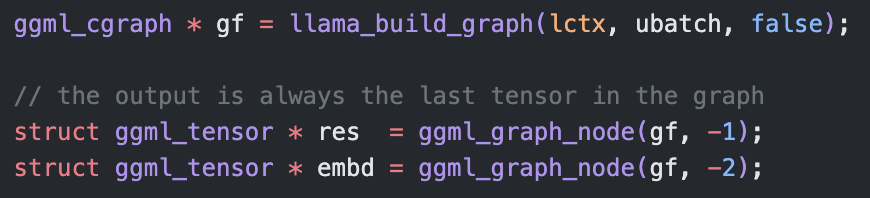 ggml_cgraph * gf = llama_build_graph(lctx, ubatch, false);
// the output is always the last tensor in the graph
struct ggml_tensor * res  = ggml_graph_node(gf, -1);
struct ggml_tensor * embd = ggml_graph_node(gf, -2);